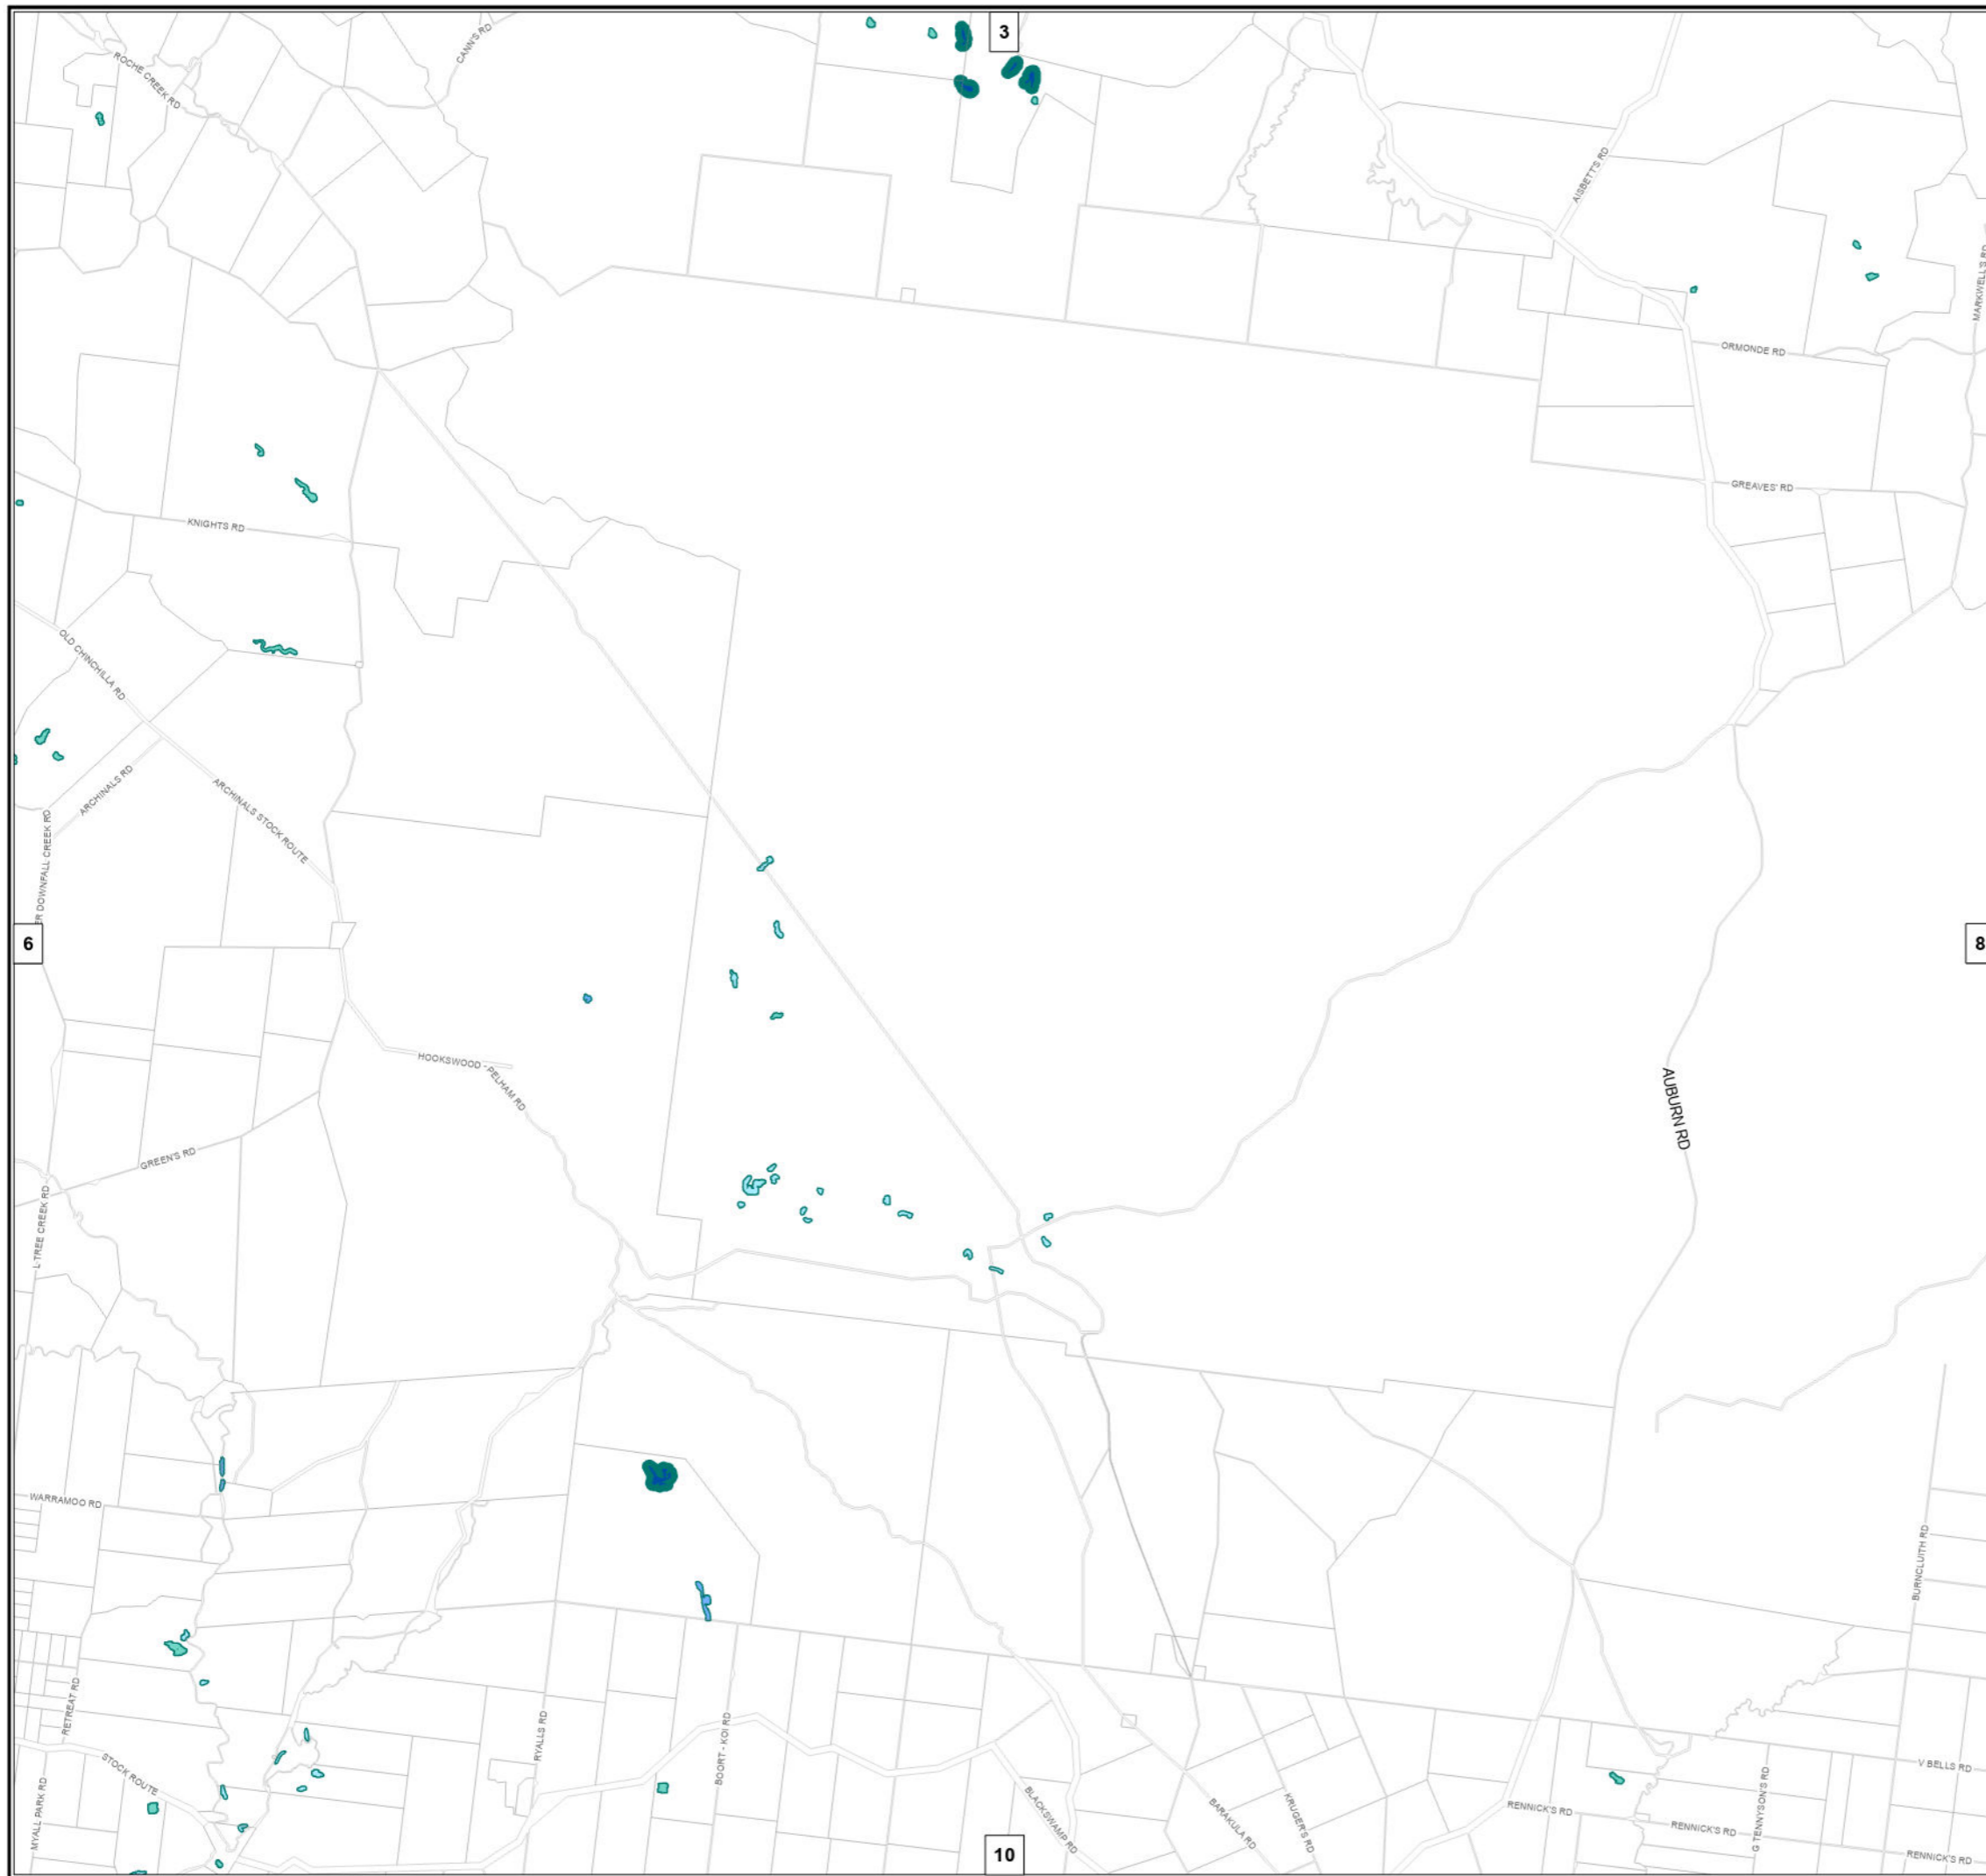 3
CANN'S RD
ROCHE CREEK RD
AISBETTS RD
MARKWELL'S RD
ORMONDE RD
GREAVES' RD
KNIGHTS RD
OLD CHINCHILLA RD
ARCHINALS RD
ARCHINALS STOCK ROUTE
ER DOWNFALL CREEK RD
6
8
HOOKSWOOD - PELHAM RD
AUBURN RD
GREEN'S RD
L-TREE CREEK RD
WARRAMOO RD
BURNCLUITH RD
RETREAT RD
RYALLS RD
BOORT - KOI RD
STOCK ROUTE
MYALL PARK RD
BLACKSWAMP RD
BARAKULA RD
KRUGER'S RD
RENNICK'S RD
RENNICK'S RD
G TENNYSON'S RD
V BELLS RD
RENNICK'S RD
10